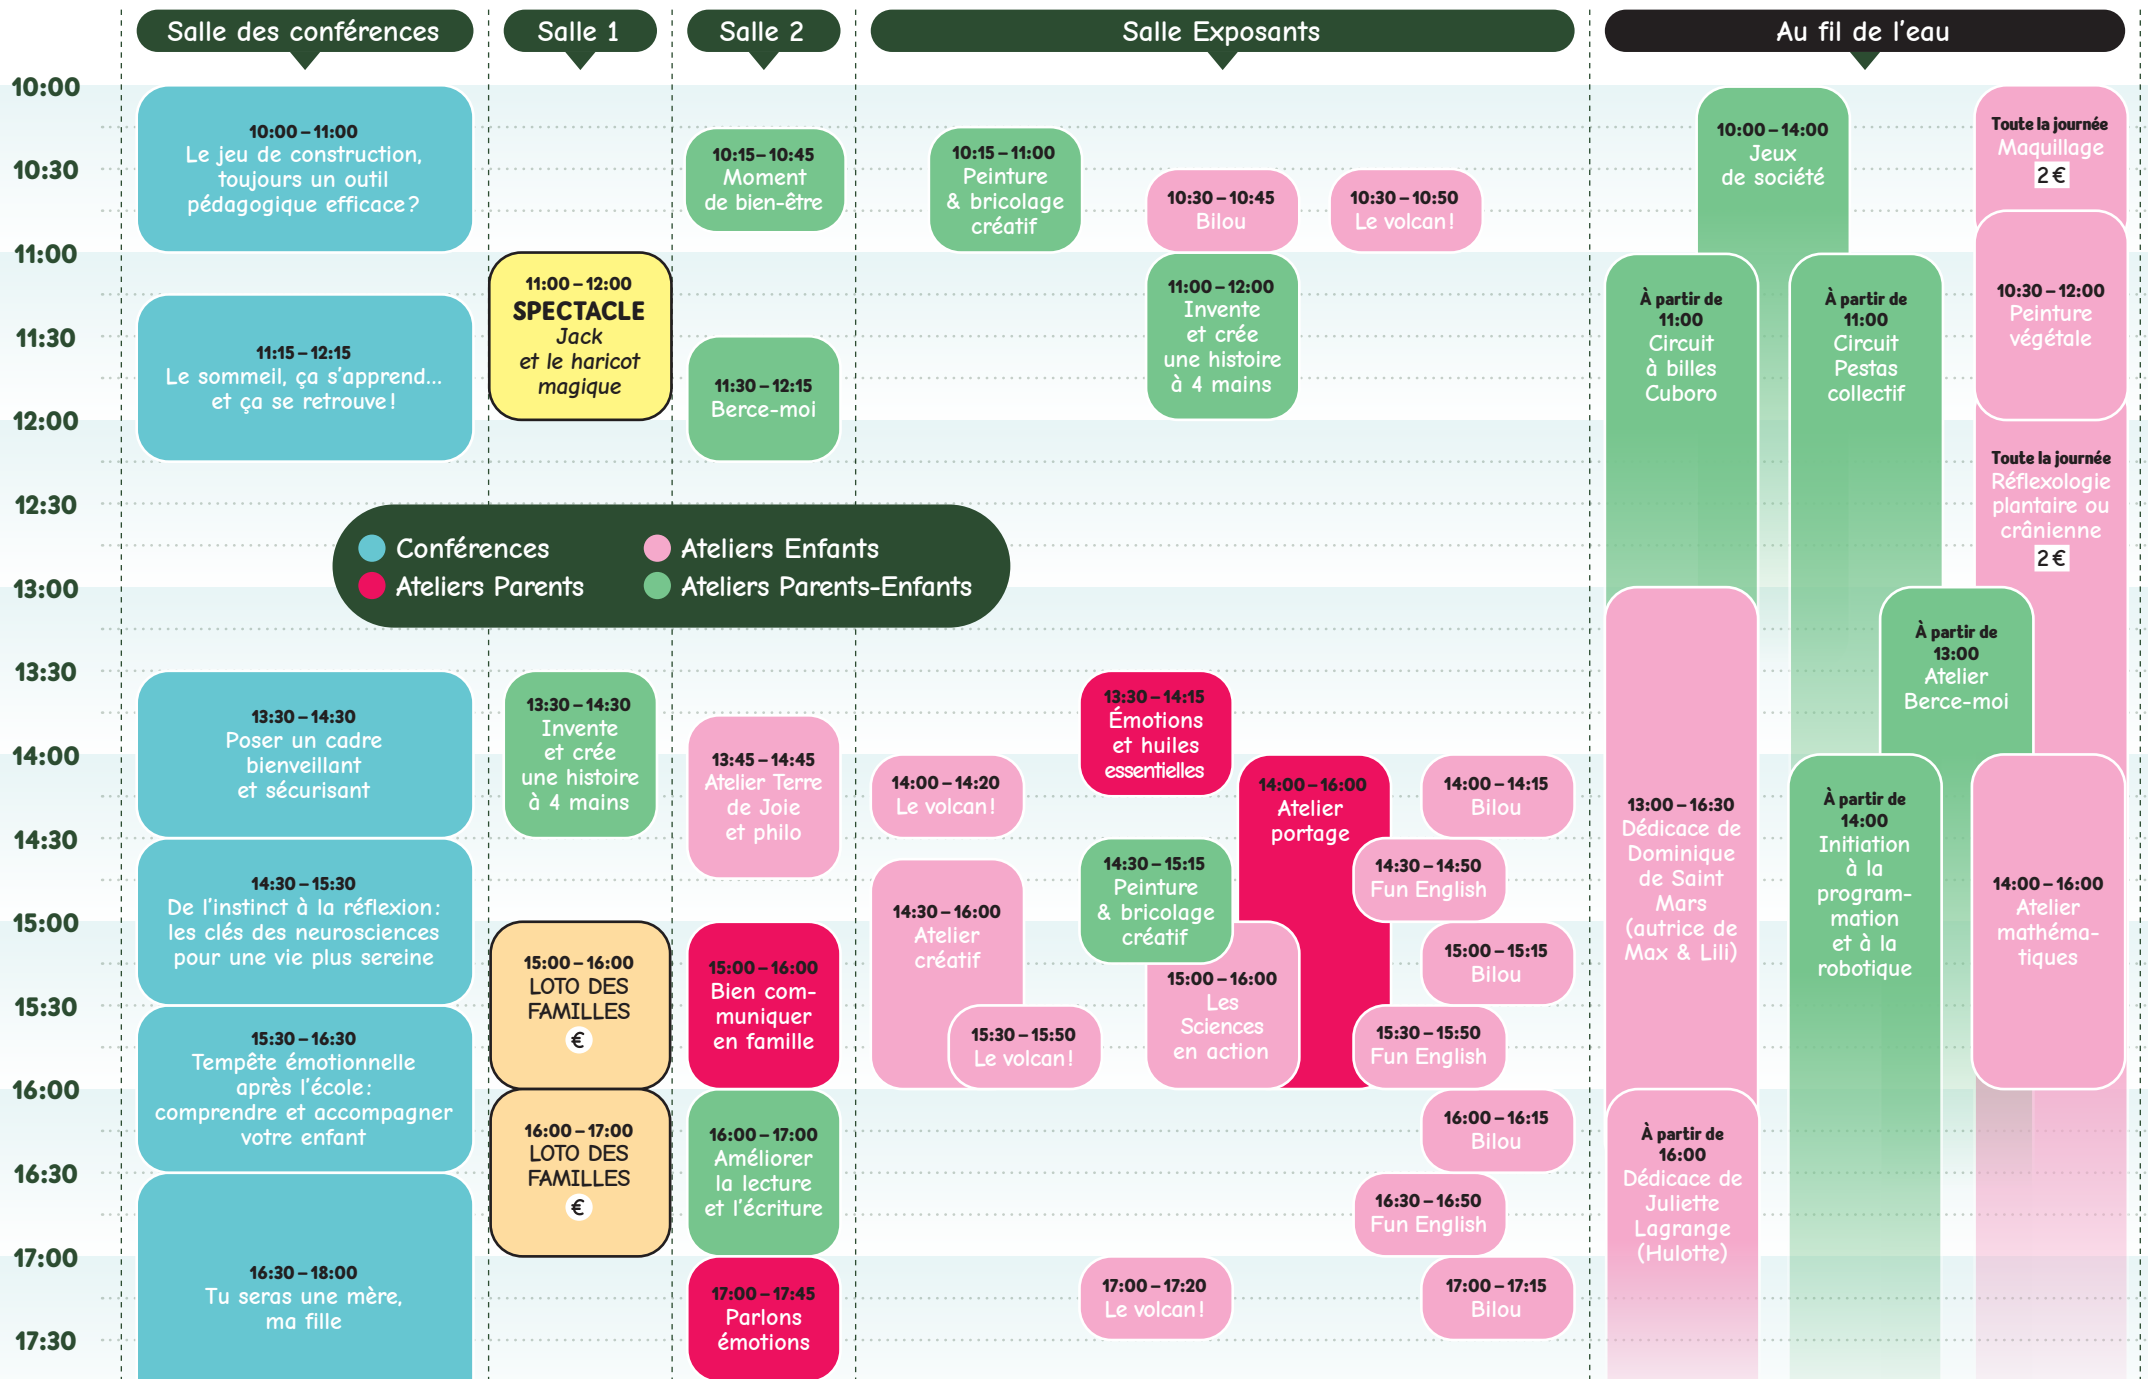 Salle des conférences
Salle 1
Salle 2
Salle Exposants
Au fil de l'eau
10:00
10:30
11:00
11:30
12:00
12:30
13:00
13:30
14:00
14:30
15:00
15:30
16:00
16:30
17:00
17:30
10:00 – 11:00
Le jeu de construction,
toujours un outil
pédagogique efficace ?
11:15 – 12:15
Le sommeil, ça s'apprend…
et ça se retrouve !
13:30 – 14:30
Poser un cadre
bienveillant
et sécurisant
14:30 – 15:30
De l'instinct à la réflexion :
les clés des neurosciences
pour une vie plus sereine
15:30 – 16:30
Tempête émotionnelle
après l'école :
comprendre et accompagner
votre enfant
16:30 – 18:00
Tu seras une mère,
ma fille
11:00 – 12:00
SPECTACLE
Jack
et le haricot
magique
13:30 – 14:30
Invente
et crée
une histoire
à 4 mains
15:00 – 16:00
LOTO DES
FAMILLES
€
16:00 – 17:00
LOTO DES
FAMILLES
€
10:15 – 10:45
Moment
de bien-être
11:30 – 12:15
Berce-moi
13:45 – 14:45
Atelier Terre
de Joie
et philo
15:00 – 16:00
Bien com-
muniquer
en famille
16:00 – 17:00
Améliorer
la lecture
et l'écriture
17:00 – 17:45
Parlons
émotions
Conférences
Ateliers Enfants
Ateliers Parents
Ateliers Parents-Enfants
10:15 – 11:00
Peinture
& bricolage
créatif
10:30 – 10:45
Bilou
10:30 – 10:50
Le volcan !
11:00 – 12:00
Invente
et crée
une histoire
à 4 mains
13:30 – 14:15
Émotions
et huiles
essentielles
14:00 – 14:20
Le volcan !
14:00 – 16:00
Atelier
portage
14:00 – 14:15
Bilou
14:30 – 16:00
Atelier
créatif
14:30 – 15:15
Peinture
& bricolage
créatif
14:30 – 14:50
Fun English
15:00 – 16:00
Les
Sciences
en action
15:00 – 15:15
Bilou
15:30 – 15:50
Le volcan !
15:30 – 15:50
Fun English
16:00 – 16:15
Bilou
16:30 – 16:50
Fun English
17:00 – 17:20
Le volcan !
17:00 – 17:15
Bilou
10:00 – 14:00
Jeux
de société
Toute la journée
Maquillage
2 €
À partir de
11:00
Circuit
à billes
Cuboro
À partir de
11:00
Circuit
Pestas
collectif
10:30 – 12:00
Peinture
végétale
Toute la journée
Réflexologie
plantaire ou
crânienne
2 €
À partir de
13:00
Atelier
Berce-moi
13:00 – 16:30
Dédicace de
Dominique
de Saint
Mars
(autrice de
Max & Lili)
À partir de
14:00
Initiation
à la
program-
mation
et à la
robotique
14:00 – 16:00
Atelier
mathéma-
tiques
À partir de
16:00
Dédicace de
Juliette
Lagrange
(Hulotte)